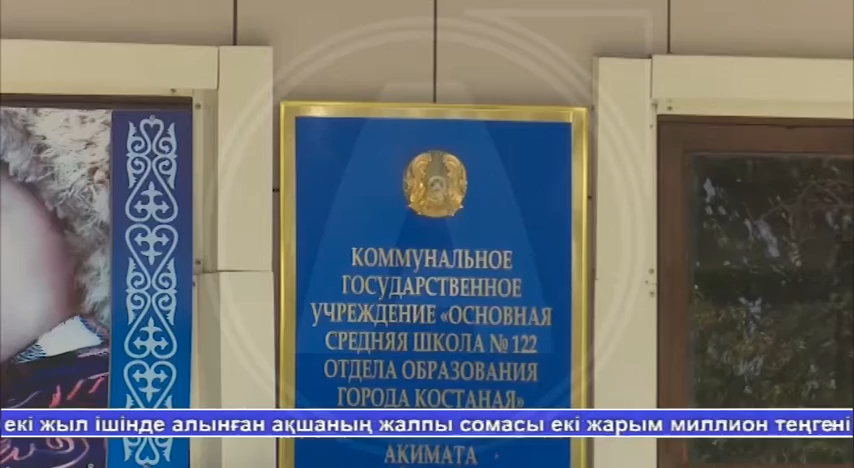 КОММУНАЛЬНОЕ
ГОСУДАРСТВЕННОЕ
УЧРЕЖДЕНИЕ «ОСНОВНАЯ
СРЕДНЯЯ ШКОЛА № 122
ОТДЕЛА ОБРАЗОВАНИЯ
ГОРОДА КОСТАНАЯ»
екі жыл ішінде алынған ақшаның жалпы сомасы екі жарым миллион теңгені
АКИМАТА